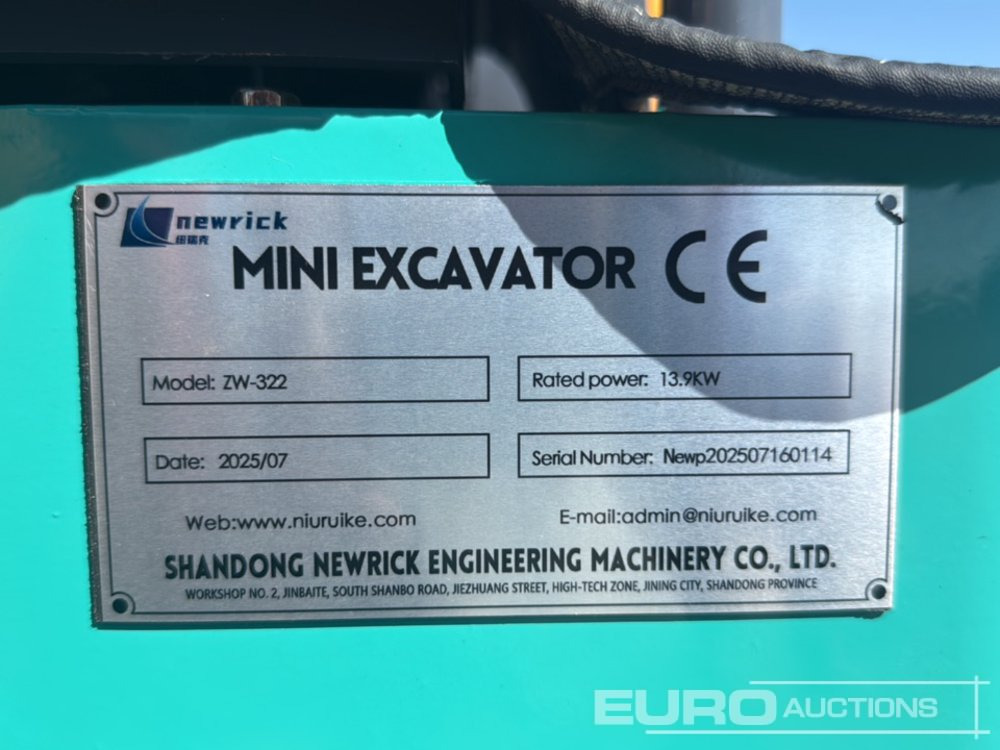 newrick
纽瑞克
MINI EXCAVATOR CE
Model: ZW-322
Rated power: 13.9KW
Date: 2025/07
Serial Number: Newp202507160114
Web:www.niuruike.com
E-mail:admin@niuruike.com
SHANDONG NEWRICK ENGINEERING MACHINERY CO., LTD.
WORKSHOP NO. 2, JINBAITE, SOUTH SHANBO ROAD, JIEZHUANG STREET, HIGH-TECH ZONE, JINING CITY, SHANDONG PROVINCE
EURO AUCTIONS